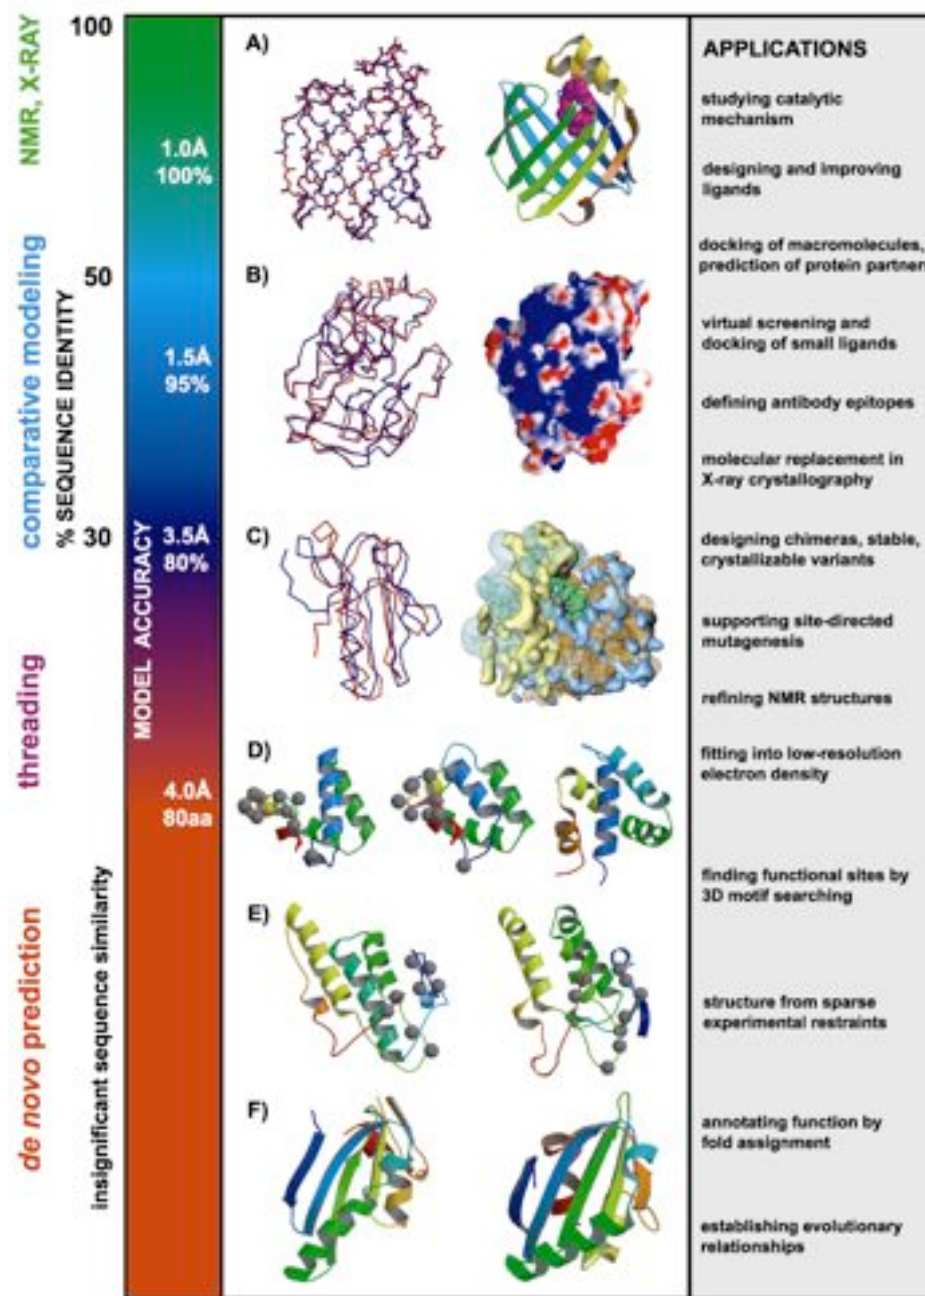 NMR, X-RAY
comparative modeling
threading
de novo prediction
% SEQUENCE IDENTITY
insignificant sequence similarity
100
50
30
MODEL ACCURACY
1.0Å
100%
1.5Å
95%
3.5Å
80%
4.0Å
80aa
A)
B)
C)
D)
E)
F)
APPLICATIONS
studying catalytic
mechanism
designing and improving
ligands
docking of macromolecules,
prediction of protein partner
virtual screening and
docking of small ligands
defining antibody epitopes
molecular replacement in
X-ray crystallography
designing chimeras, stable,
crystallizable variants
supporting site-directed
mutagenesis
refining NMR structures
fitting into low-resolution
electron density
finding functional sites by
3D motif searching
structure from sparse
experimental restraints
annotating function by
fold assignment
establishing evolutionary
relationships